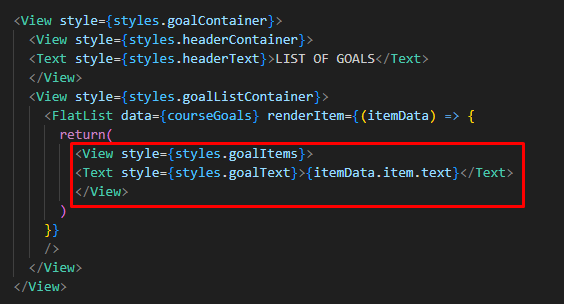 <View style={styles.goalContainer}>
<View style={styles.headerContainer}>
<Text style={styles.headerText}>LIST OF GOALS</Text>
</View>
<View style={styles.goalListContainer}>
<FlatList data={courseGoals} renderItem={(itemData) => {
return(
<View style={styles.goalItems}>
<Text style={styles.goalText}>{itemData.item.text}</Text>
</View>
)
}}
/>
</View>
</View>